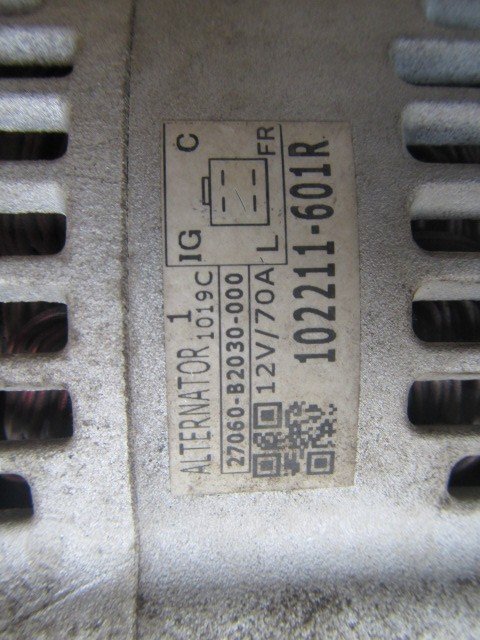 C
FR
IG
L
ALTERNATOR 1
1019C
27060-B2030-000
12V/70A
102211-601R